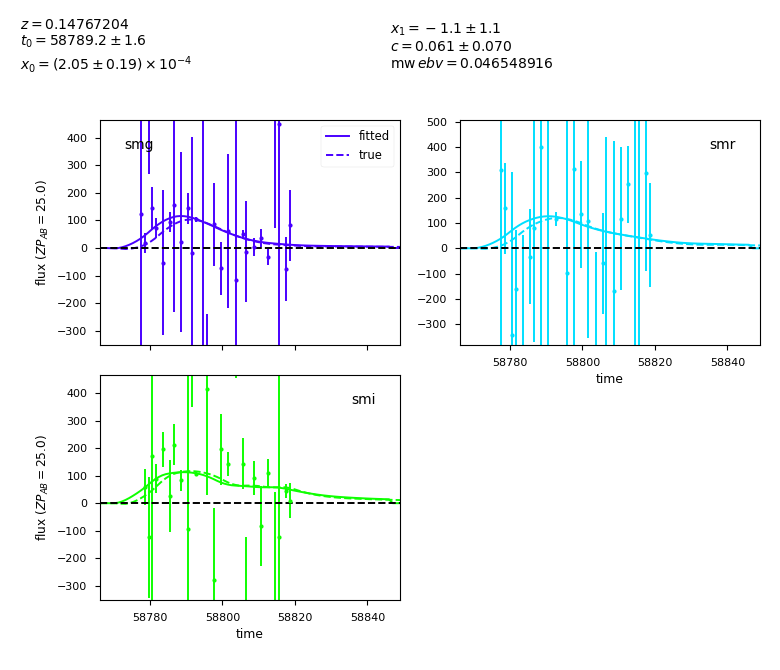 z = 0.14767204
t₀ = 58789.2 ± 1.6
x₀ = (2.05 ± 0.19) × 10⁻⁴
x₁ = −1.1 ± 1.1
c = 0.061 ± 0.070
mwebv = 0.046548916
smg
fitted
true
400
300
200
100
0
−100
−200
−300
flux (ZP_AB = 25.0)
smr
500
400
300
200
100
0
−100
−200
−300
58780 58800 58820 58840
time
smi
400
300
200
100
0
−100
−200
−300
flux (ZP_AB = 25.0)
58780 58800 58820 58840
time